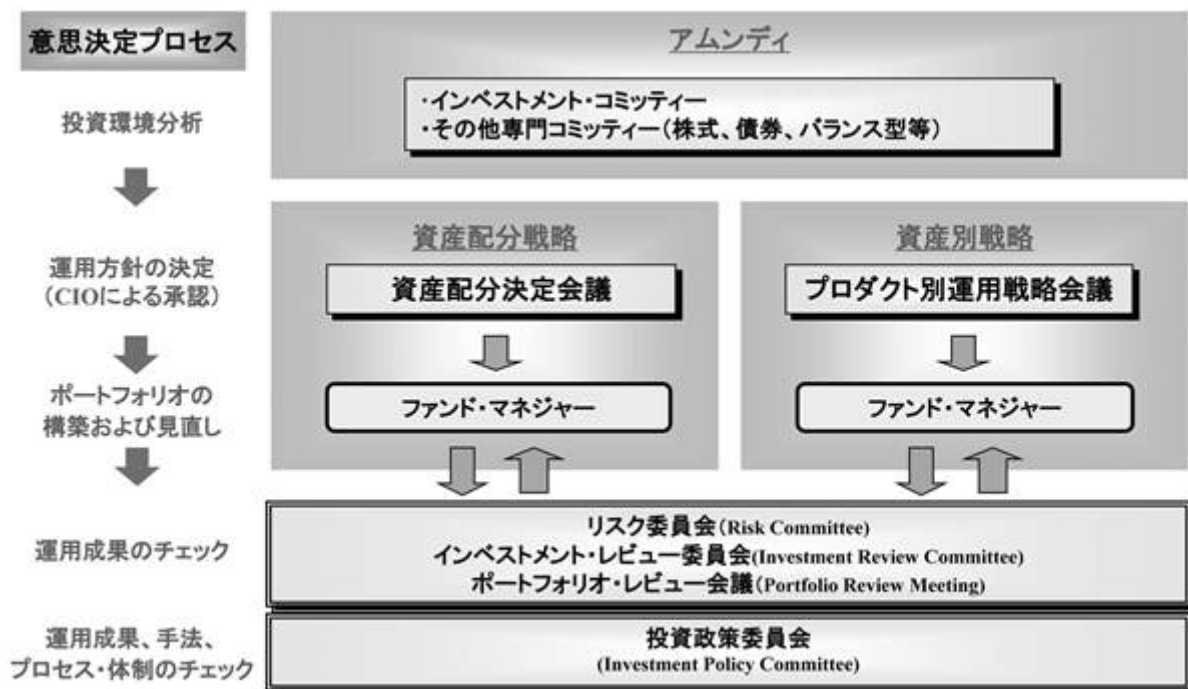 意思決定プロセス
アムンディ
投資環境分析
・インベストメント・コミッティー
・その他専門コミッティー（株式、債券、バランス型等）
運用方針の決定
（CIOによる承認）
資産配分戦略
資産配分決定会議
資産別戦略
プロダクト別運用戦略会議
ポートフォリオの
構築および見直し
ファンド・マネジャー
ファンド・マネジャー
運用成果のチェック
リスク委員会（Risk Committee）
インベストメント・レビュー委員会（Investment Review Committee）
ポートフォリオ・レビュー会議（Portfolio Review Meeting）
運用成果、手法、
プロセス・体制のチェック
投資政策委員会
(Investment Policy Committee)